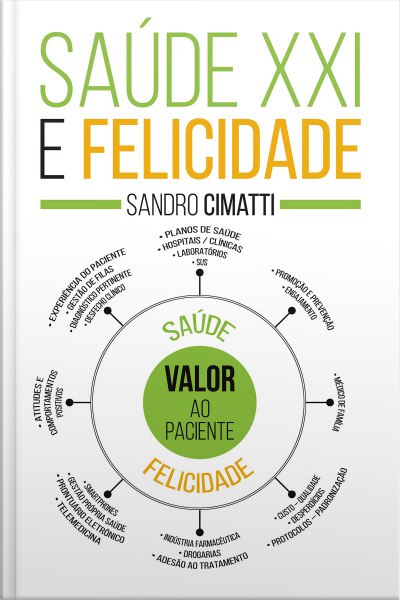 SAÚDE XXI
E FELICIDADE
SANDRO CIMATTI
• PLANOS DE SAÚDE
• HOSPITAIS / CLÍNICAS
• LABORATÓRIOS
• SUS
• PROMOÇÃO E PREVENÇÃO
• ENGAJAMENTO
• MÉDICO DE FAMÍLIA
• CUSTO – QUALIDADE
• DESPERDÍCIOS
• PROTOCOLOS – PADRONIZAÇÃO
• INDÚSTRIA FARMACÊUTICA
• DROGARIAS
• ADESÃO AO TRATAMENTO
• SMARTPHONES
• GESTÃO PRÓPRIA SAÚDE
• PRONTUÁRIO ELETRÔNICO
• TELEMEDICINA
• ATITUDES E
COMPORTAMENTOS
POSITIVOS
• EXPERIÊNCIA DO PACIENTE
• GESTÃO DE FILAS
• DIAGNÓSTICO PERTINENTE
• DESFECHO CLÍNICO
SAÚDE
VALOR
AO
PACIENTE
FELICIDADE